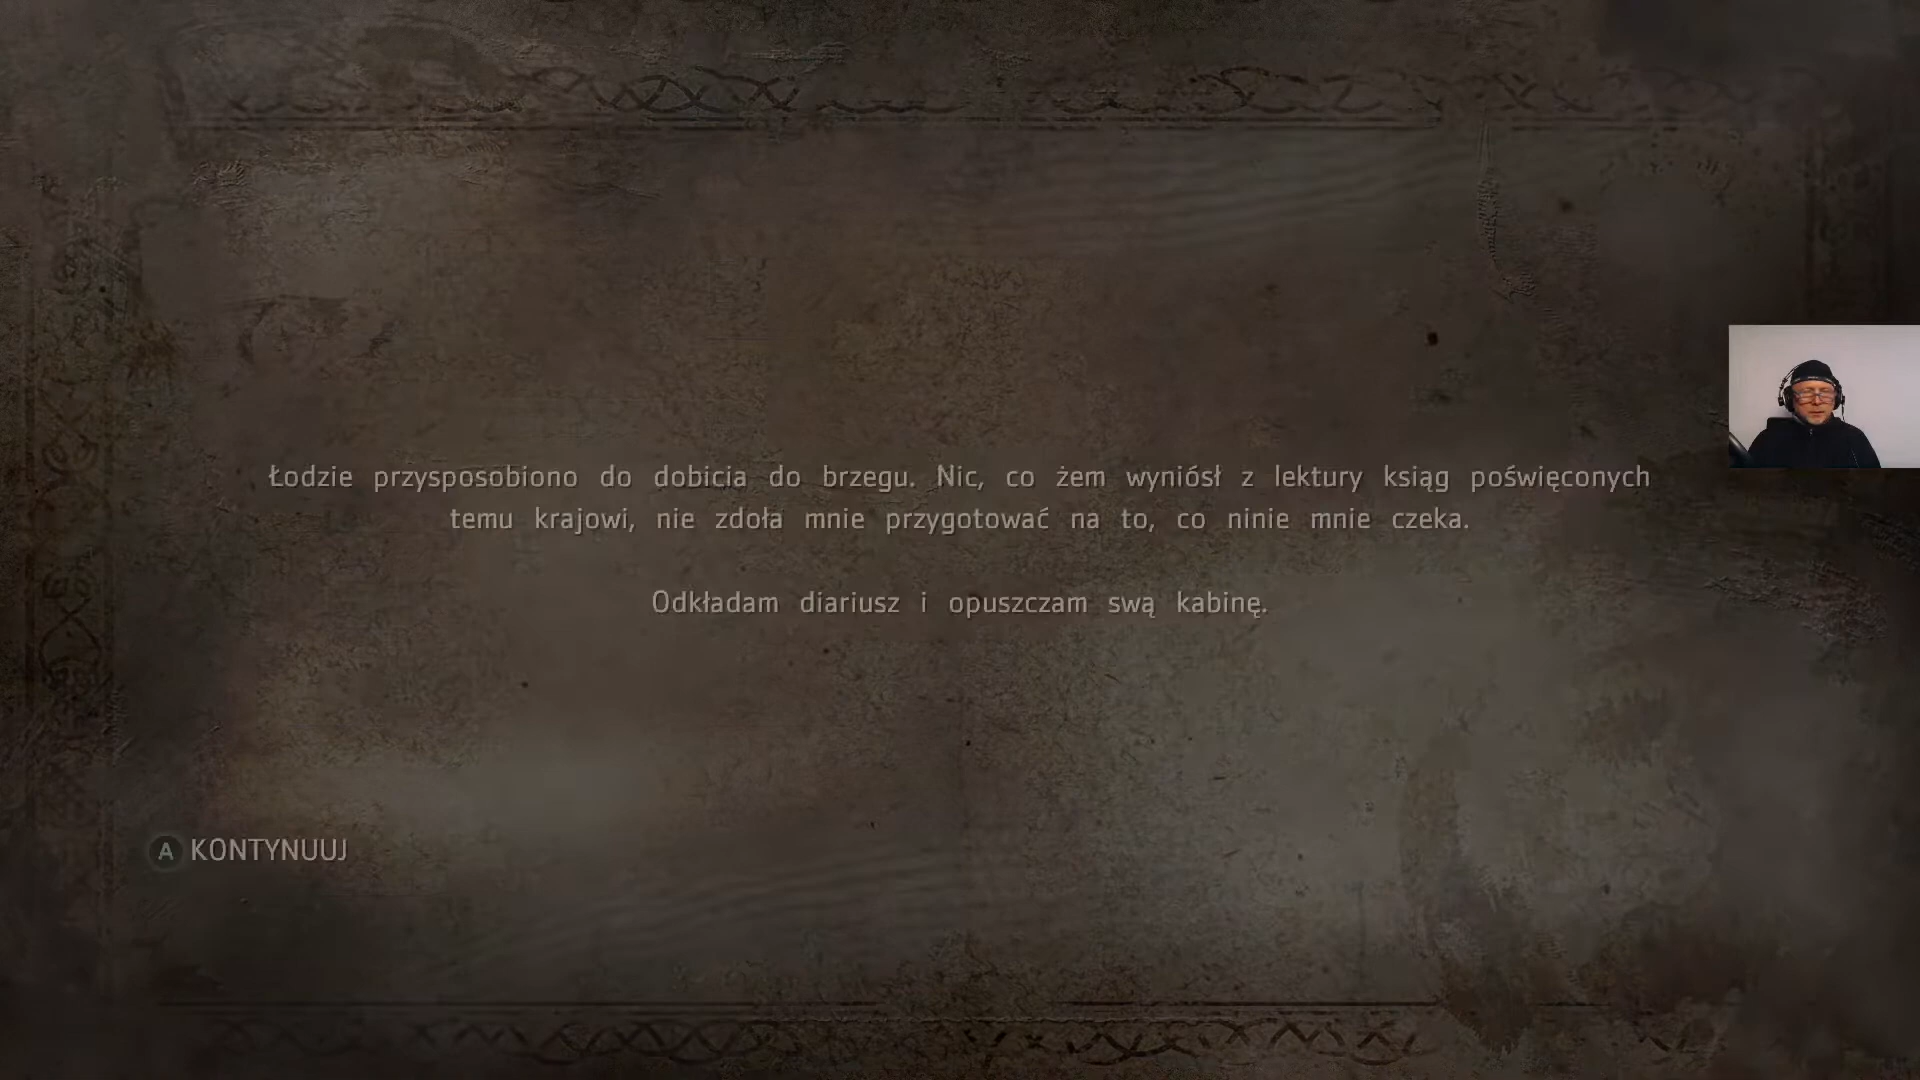 Łodzie przysposobiono do dobicia do brzegu. Nic, co żem wyniósł z lektury ksiąg poświęconych
temu krajowi, nie zdoła mnie przygotować na to, co ninie mnie czeka.
Odkładam diariusz i opuszczam swą kabinę.
A KONTYNUUJ